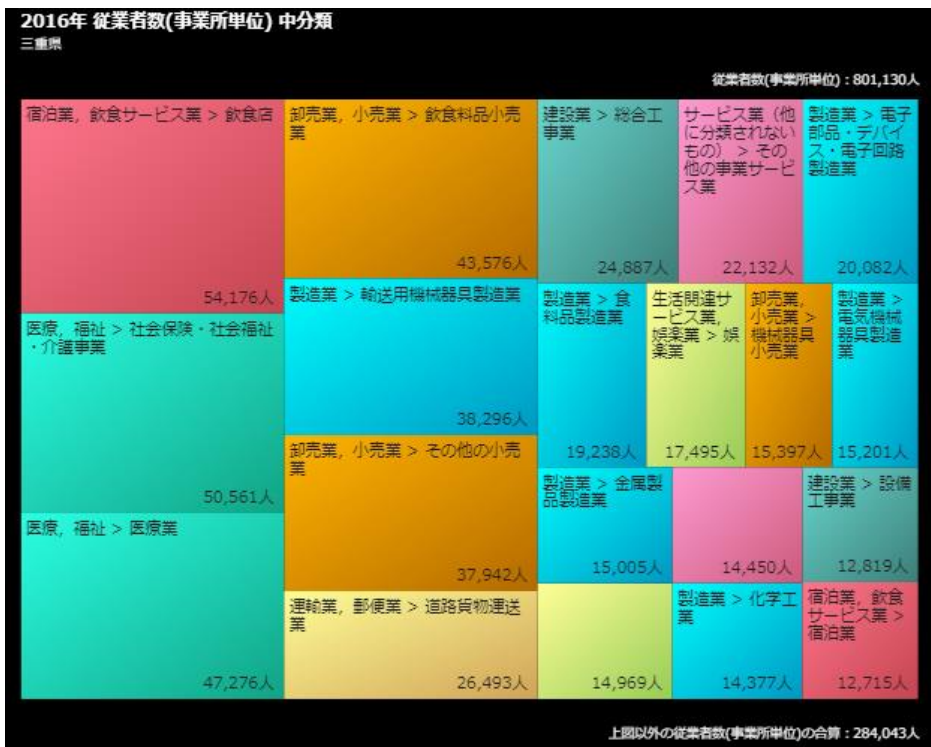 2016年 従業者数(事業所単位) 中分類
三重県
従業者数(事業所単位)：801,130人
宿泊業，飲食サービス業 > 飲食店
54,176人
医療，福祉 > 社会保険・社会福祉
・介護事業
50,561人
医療，福祉 > 医療業
47,276人
卸売業，小売業 > 飲食料品小売
業
43,576人
製造業 > 輸送用機械器具製造業
38,296人
卸売業，小売業 > その他の小売
業
37,942人
運輸業，郵便業 > 道路貨物運送
業
26,493人
建設業 > 総合工
事業
24,887人
サービス業（他
に分類されない
もの） > その
他の事業サービ
ス業
22,132人
製造業 > 電子
部品・デバイ
ス・電子回路
製造業
20,082人
製造業 > 食
料品製造業
19,238人
生活関連サ
ービス業，
娯楽業 > 娯
楽業
17,495人
卸売業，
小売業 >
機械器具
小売業
15,397人
製造業 >
電気機械
器具製造
業
15,201人
製造業 > 金属製
品製造業
15,005人
14,450人
建設業 > 設備
工事業
12,819人
14,969人
製造業 > 化学工
業
14,377人
宿泊業，飲食
サービス業 >
宿泊業
12,715人
上図以外の従業者数(事業所単位)の合算：284,043人